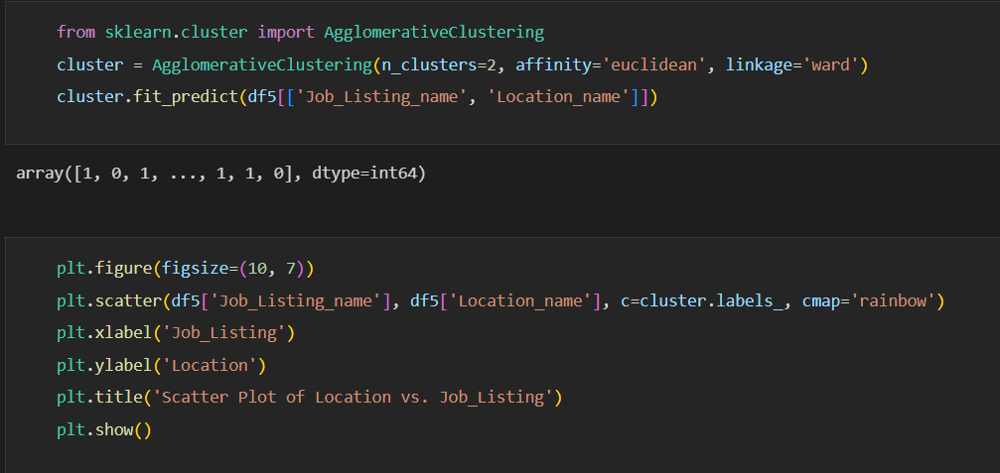 from sklearn.cluster import AgglomerativeClustering
cluster = AgglomerativeClustering(n_clusters=2, affinity='euclidean', linkage='ward')
cluster.fit_predict(df5[['Job_Listing_name', 'Location_name']])
array([1, 0, 1, ..., 1, 1, 0], dtype=int64)
plt.figure(figsize=(10, 7))
plt.scatter(df5['Job_Listing_name'], df5['Location_name'], c=cluster.labels_, cmap='rainbow')
plt.xlabel('Job_Listing')
plt.ylabel('Location')
plt.title('Scatter Plot of Location vs. Job_Listing')
plt.show()